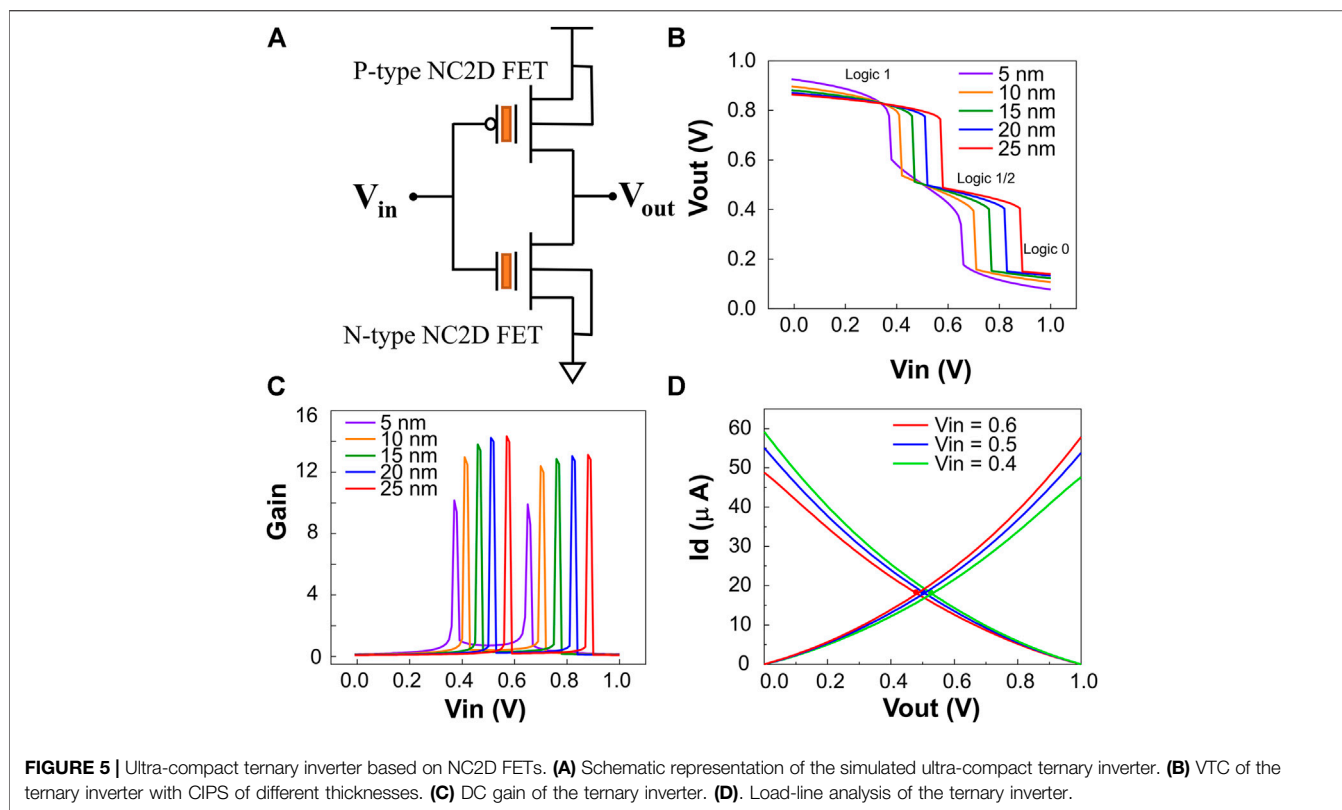 A
P-type NC2D FET
Vin
Vout
N-type NC2D FET
B
Vout (V)
1.0
0.8
0.6
0.4
0.2
0.0
Logic 1
Logic 1/2
Logic 0
5 nm
10 nm
15 nm
20 nm
25 nm
0.0 0.2 0.4 0.6 0.8 1.0
Vin (V)
C
Gain
16
12
8
4
0
5 nm
10 nm
15 nm
20 nm
25 nm
0.0 0.2 0.4 0.6 0.8 1.0
Vin (V)
D
Id (μ A)
60
50
40
30
20
10
0
Vin = 0.6
Vin = 0.5
Vin = 0.4
0.0 0.2 0.4 0.6 0.8 1.0
Vout (V)
FIGURE 5 | Ultra-compact ternary inverter based on NC2D FETs. (A) Schematic representation of the simulated ultra-compact ternary inverter. (B) VTC of the
ternary inverter with CIPS of different thicknesses. (C) DC gain of the ternary inverter. (D). Load-line analysis of the ternary inverter.